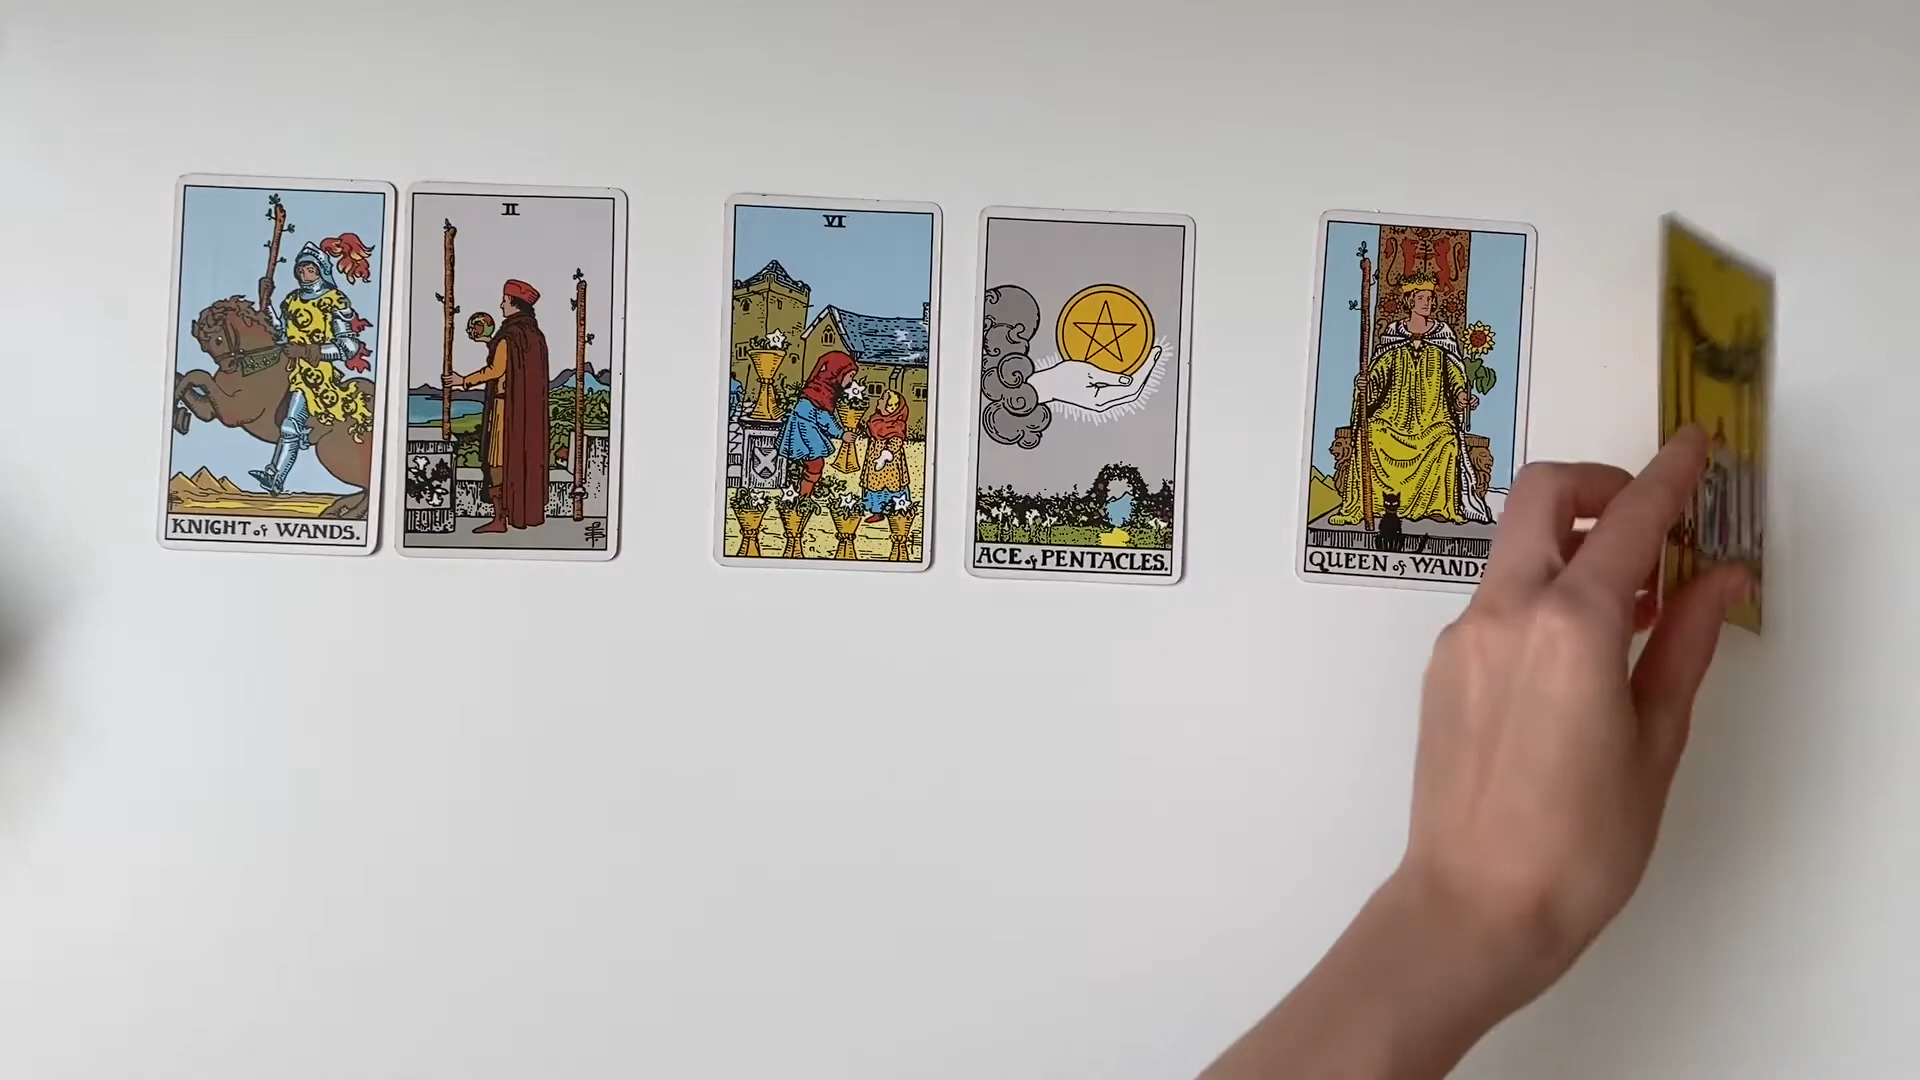 KNIGHT of WANDS.
II
VI
ACE of PENTACLES.
QUEEN of WANDS